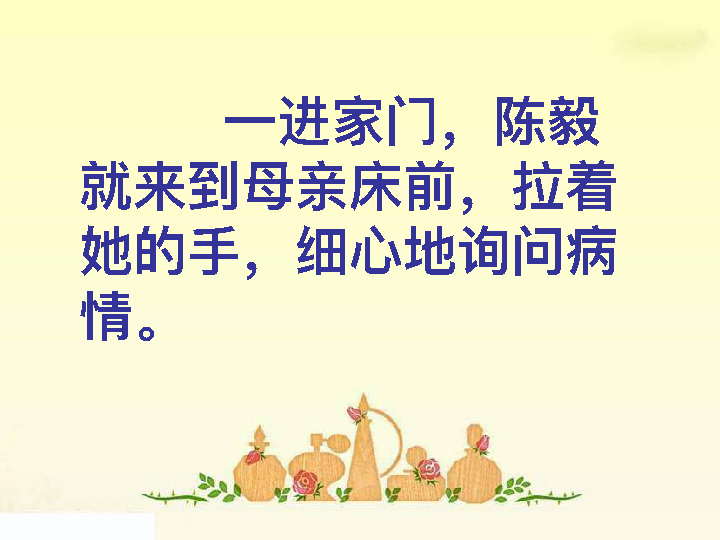 一进家门，陈毅
就来到母亲床前，拉着
她的手，细心地询问病
情。